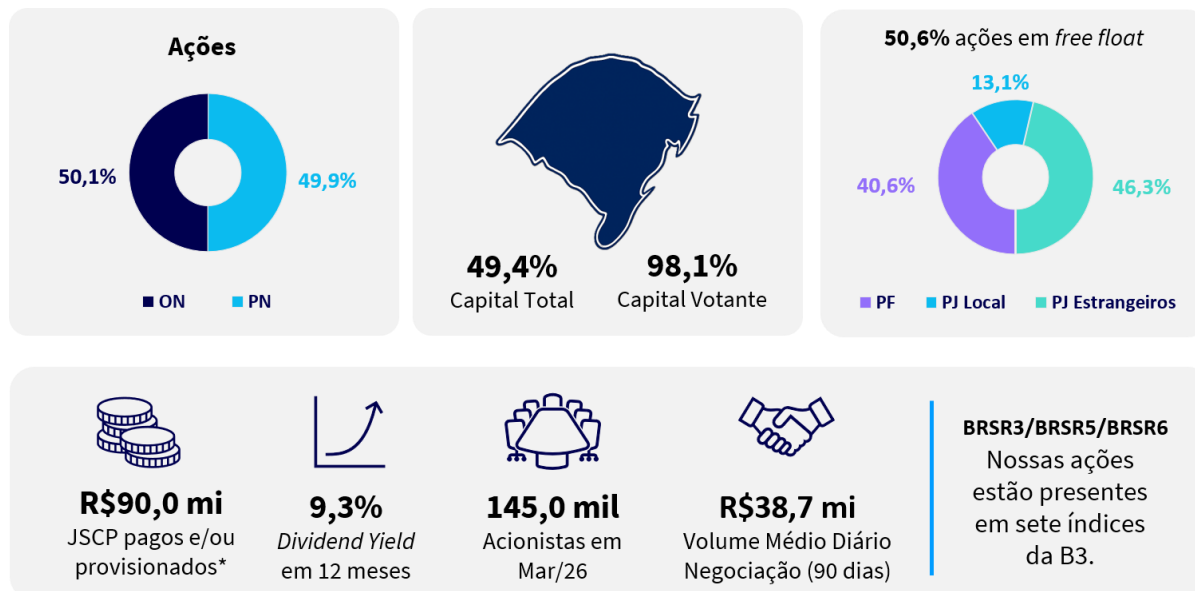 Ações
50,1%
49,9%
ON
PN
49,4%
Capital Total
98,1%
Capital Votante
50,6% ações em free float
13,1%
40,6%
46,3%
PF
PJ Local
PJ Estrangeiros
R$90,0 mi
JSCP pagos e/ou
provisionados*
9,3%
Dividend Yield
em 12 meses
145,0 mil
Acionistas em
Mar/26
R$38,7 mi
Volume Médio Diário
Negociação (90 dias)
BRSR3/BRSR5/BRSR6
Nossas ações
estão presentes
em sete índices
da B3.